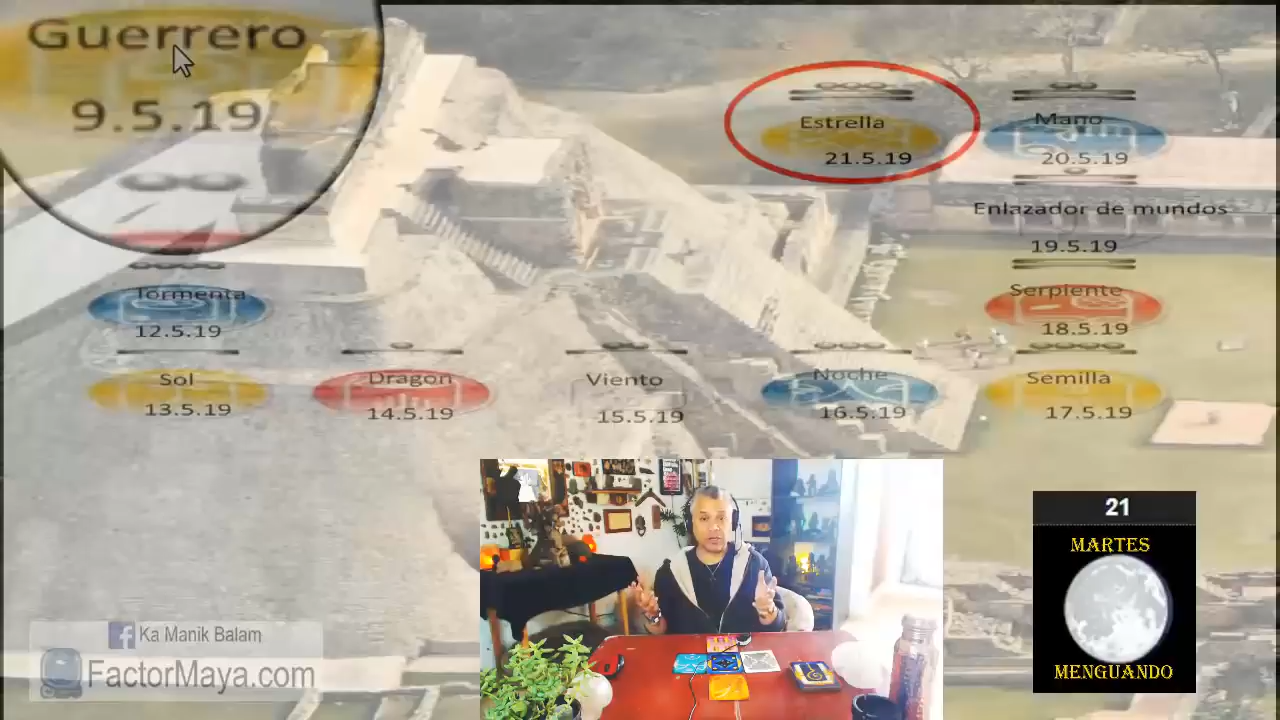 Guerrero
9.5.19
Estrella
21.5.19
Mano
20.5.19
Enlazador de mundos
19.5.19
Tormenta
12.5.19
Serpiente
18.5.19
Sol
13.5.19
Dragon
14.5.19
Viento
15.5.19
Noche
16.5.19
Semilla
17.5.19
21
MARTES
MENGUANDO
Ka Manik Balam
FactorMaya.com